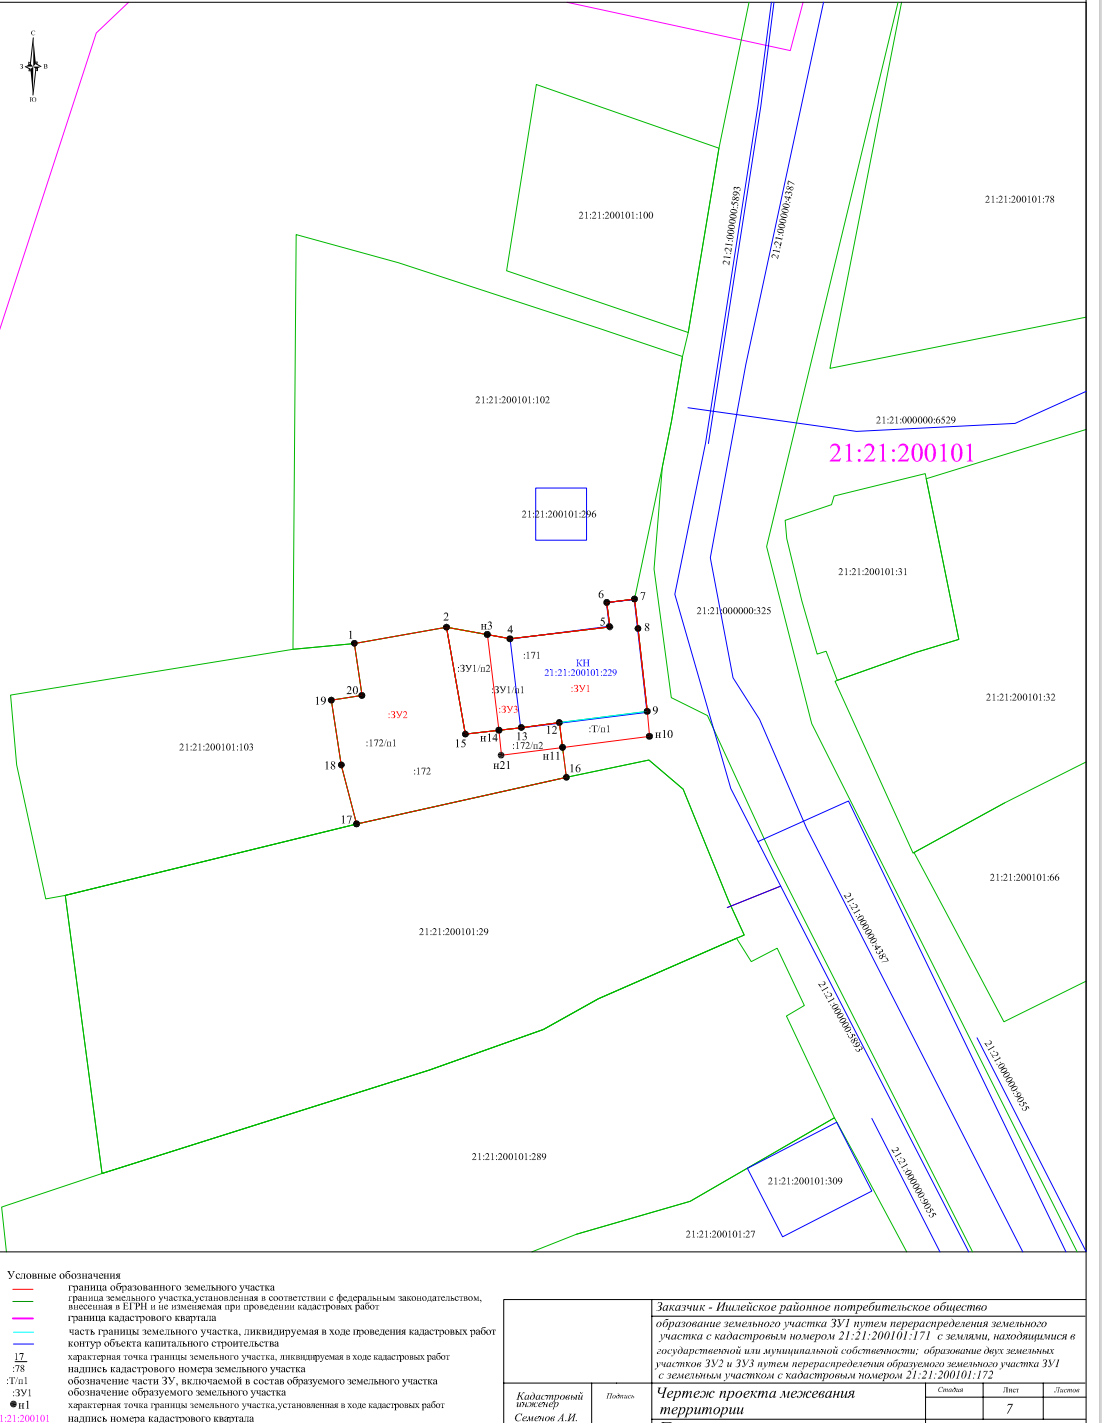 С
З
В
Ю
21:21:200101:100
21:21:200101:78
21:21:000000:5893
21:21:000000:4387
21:21:200101:102
21:21:000000:6529
21:21:200101
21:21:200101:296
21:21:200101:31
21:21:000000:325
6
7
5
8
1
2
н3
4
:171
КН
21:21:200101:229
:ЗУ1
:ЗУ1/п2
:ЗУ1/п1
:ЗУ3
19
20
:ЗУ2
21:21:200101:32
9
12
13
:Т/п1
15
н14
н10
:172/п1
:172/п2
н11
21:21:200101:103
н21
18
:172
16
17
21:21:200101:66
21:21:200101:29
21:21:000000:4387
21:21:000000:5893
21:21:000000:9055
21:21:200101:289
21:21:200101:309
21:21:000000:9055
21:21:200101:27
Условные обозначения
граница образованного земельного участка
граница земельного участка,установленная в соответствии с федеральным законодательством,
внесенная в ЕГРН и не изменяемая при проведении кадастровых работ
граница кадастрового квартала
часть границы земельного участка, ликвидируемая в ходе проведения кадастровых работ
контур объекта капитального строительства
17 характерная точка границы земельного участка, ликвидируемая в ходе кадастровых работ
:78 надпись кадастрового номера земельного участка
:Т/п1 обозначение части ЗУ, включаемой в состав образуемого земельного участка
:ЗУ1 обозначение образуемого земельного участка
н1 характерная точка границы земельного участка,установленная в ходе кадастровых работ
1:21:200101 надпись номера кадастрового квартала
Заказчик - Ишлейское районное потребительское общество
образование земельного участка ЗУ1 путем перераспределения земельного
участка с кадастровым номером 21:21:200101:171 с землями, находящимися в
государственной или муниципальной собственности; образование двух земельных
участков ЗУ2 и ЗУ3 путем перераспределения образуемого земельного участка ЗУ1
с земельным участком с кадастровым номером 21:21:200101:172
Кадастровый
инженер
Семенов А.И.
Подпись
Чертеж проекта межевания
территории
Стадия
Лист
Листов
7